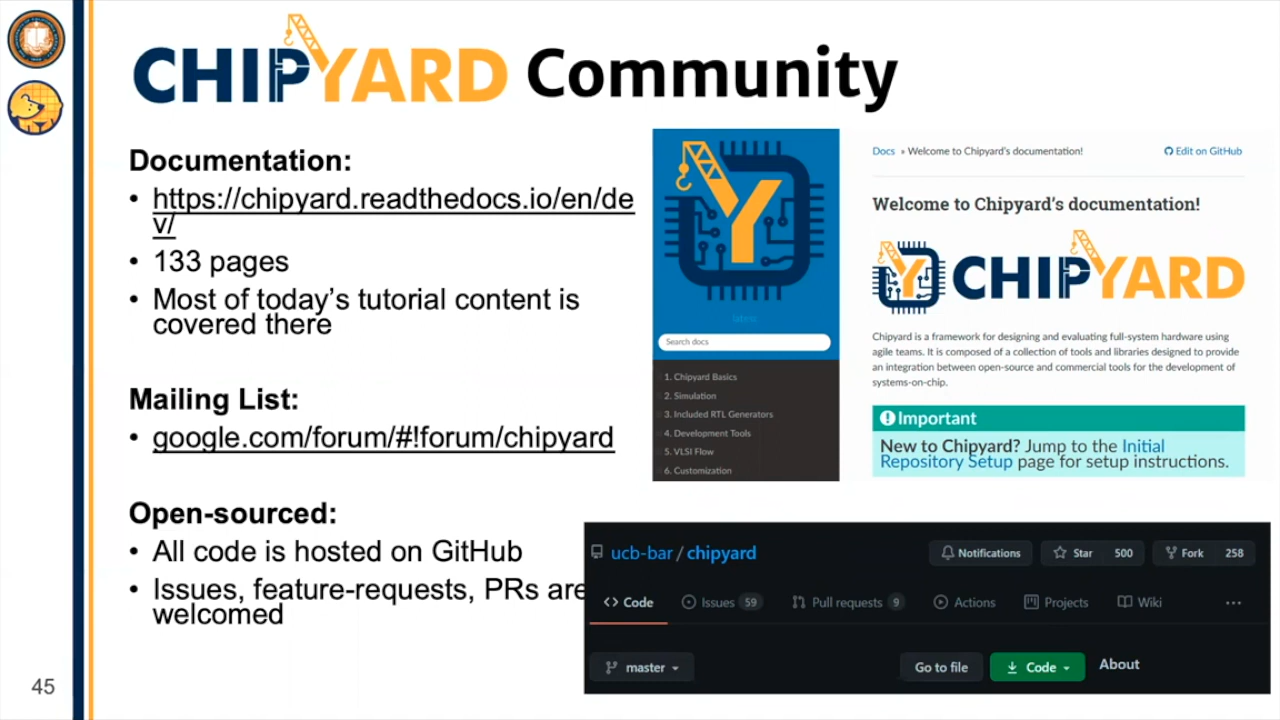 CHIPYARD Community
Documentation:
• https://chipyard.readthedocs.io/en/de
v/
• 133 pages
• Most of today's tutorial content is
covered there
Mailing List:
• google.com/forum/#!forum/chipyard
Open-sourced:
• All code is hosted on GitHub
• Issues, feature-requests, PRs are
welcomed
45
latest
Search docs
1. Chipyard Basics
2. Simulation
3. Included RTL Generators
4. Development Tools
5. VLSI Flow
6. Customization
Docs » Welcome to Chipyard's documentation!
Edit on GitHub
Welcome to Chipyard's documentation!
CHIPYARD
Chipyard is a framework for designing and evaluating full-system hardware using
agile teams. It is composed of a collection of tools and libraries designed to provide
an integration between open-source and commercial tools for the development of
systems-on-chip.
Important
New to Chipyard? Jump to the Initial
Repository Setup page for setup instructions.
ucb-bar / chipyard
Notifications
Star 500
Fork 258
Code
Issues 59
Pull requests 9
Actions
Projects
Wiki
...
master
Go to file
Code
About